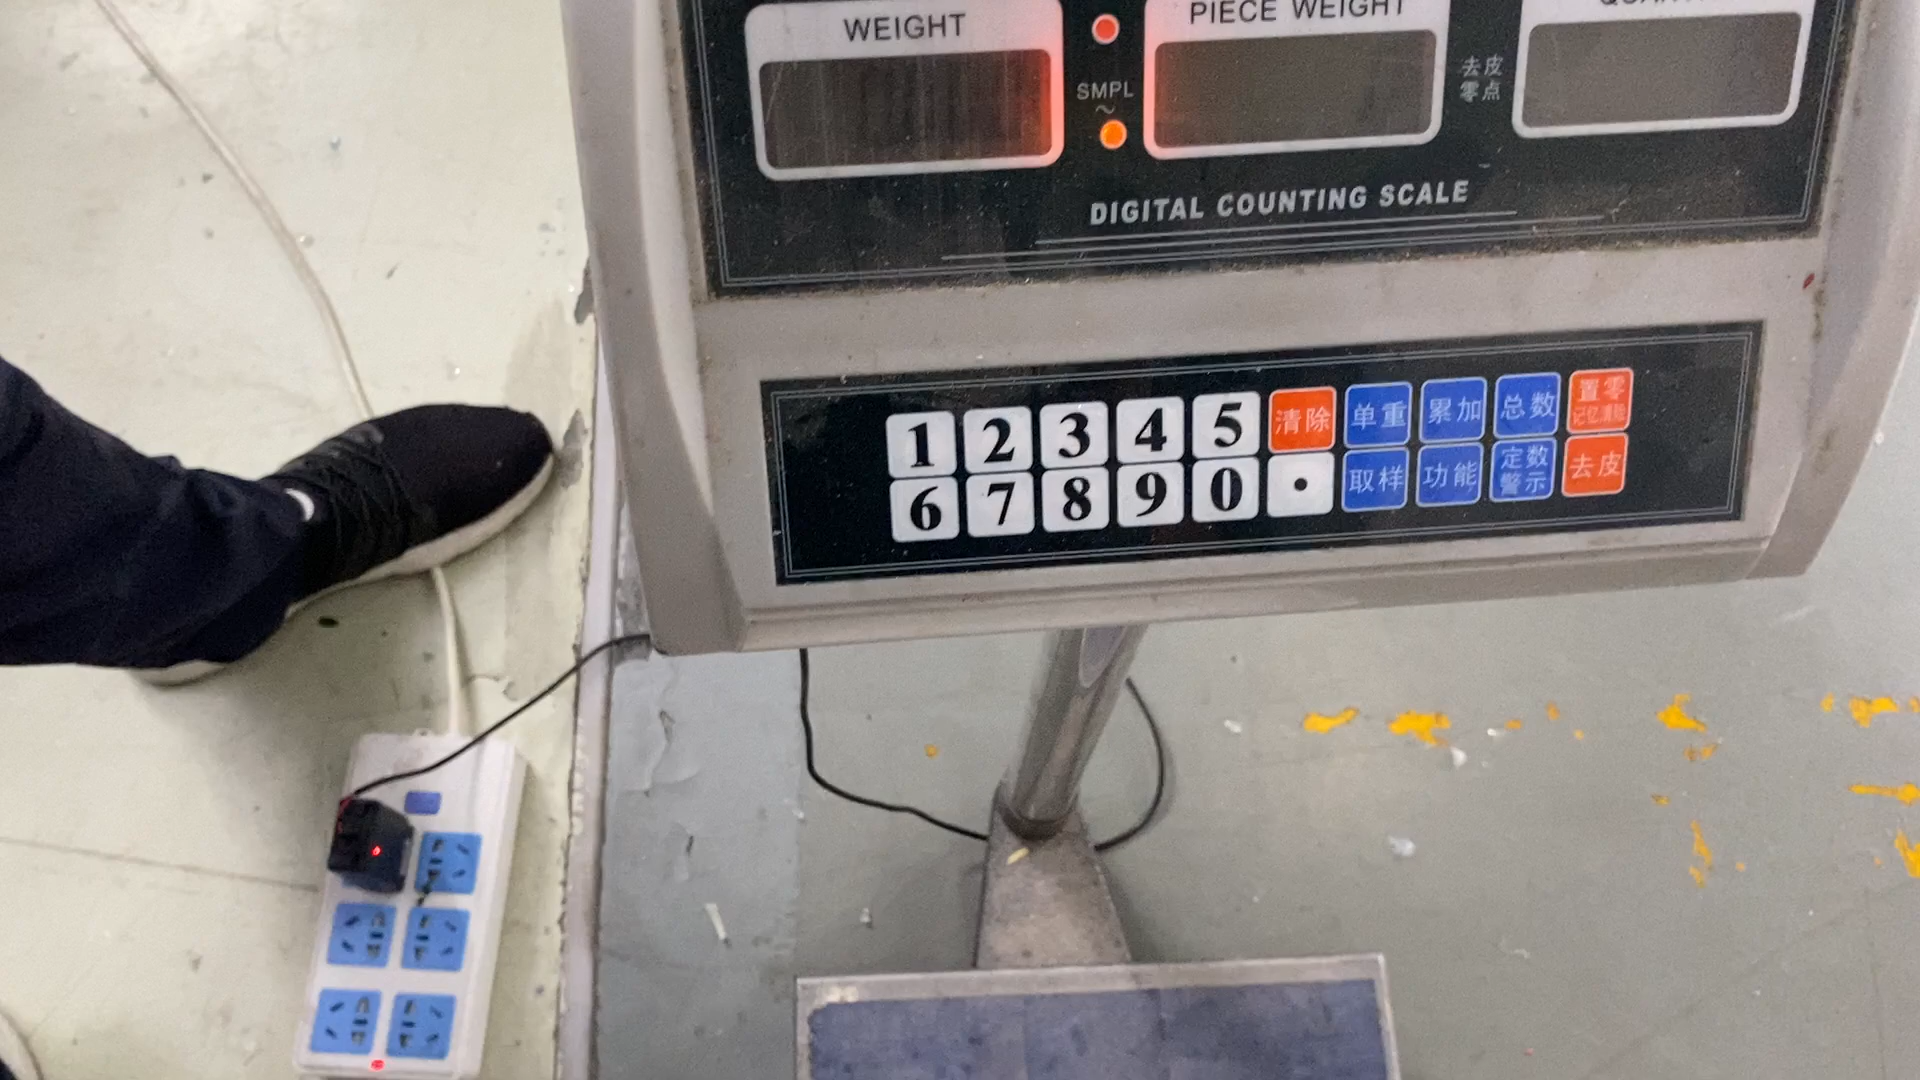 WEIGHT
PIECE WEIGHT
SMPL
~
去皮
零点
DIGITAL COUNTING SCALE
1 2 3 4 5 清除 单重 累加 总数 置零 记忆清除
6 7 8 9 0 . 取样 功能 定数警示 去皮